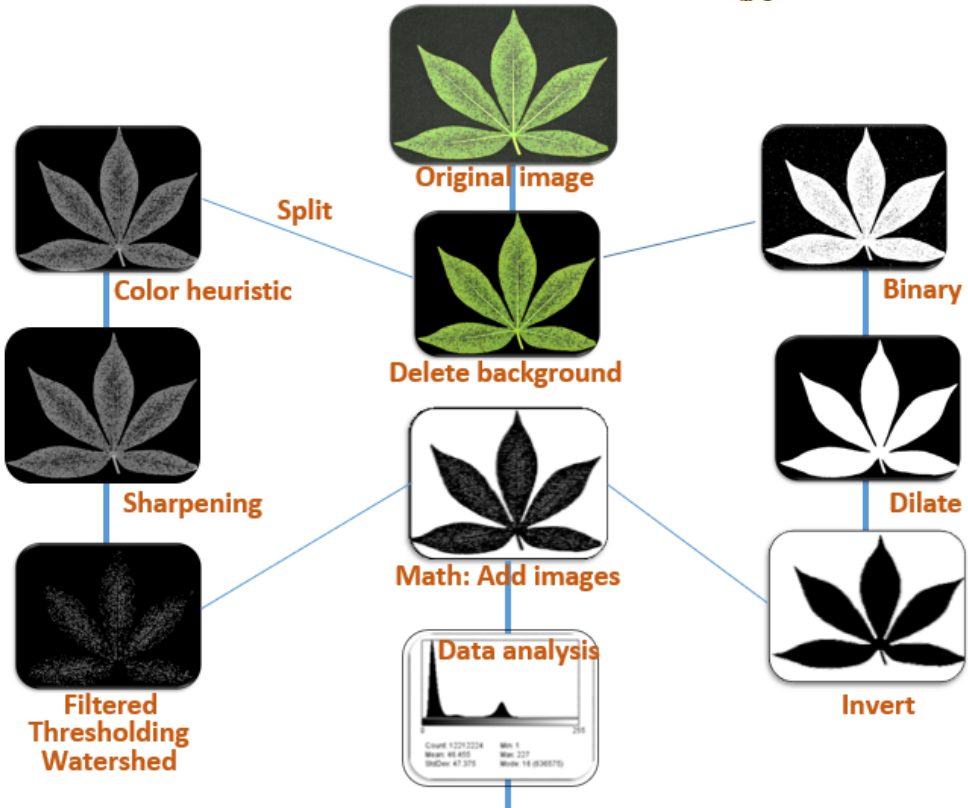 Original image
Split
Color heuristic
Binary
Delete background
Sharpening
Dilate
Math: Add images
Data analysis
0
255
Count: 12212224
Min: 1
Mean: 46.455
Max: 227
StdDev: 47.375
Mode: 16 (636575)
Filtered
Thresholding
Watershed
Invert